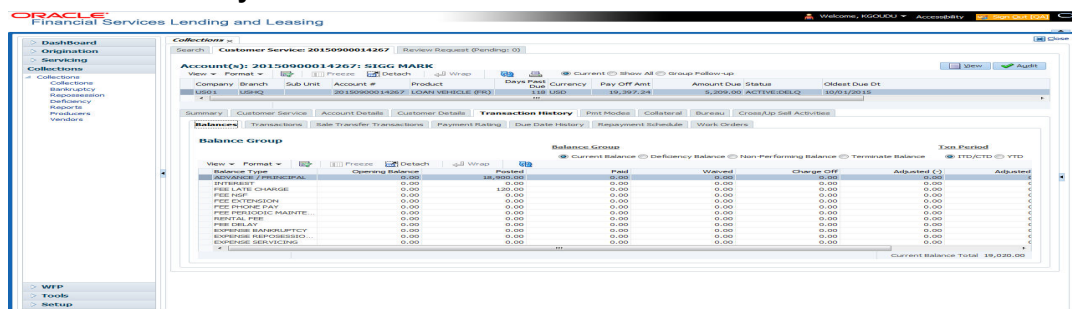 ORACLE
Financial Services Lending and Leasing
Welcome, KGOUDU Accessibility Sign Out [QA]
Close
DashBoard
Origination
Servicing
Collections
Collections
Collections
Bankruptcy
Repossession
Deficiency
Reports
Producers
Vendors
WFP
Tools
Setup
Collections
Search Customer Service: 20150900014267 Review Request (Pending: 0)
Account(s): 20150900014267: SIGG MARK
View Audit
View Format Freeze Detach Wrap Current Show All Group Follow-up
Company Branch Sub Unit Account # Product Days Past Due Currency Pay Off Amt Amount Due Status Oldest Due Dt
US01 USHQ 20150900014267 LOAN VEHICLE (FR) 118 USD 19,397.24 5,209.00 ACTIVE:DELQ 10/01/2015
Summary Customer Service Account Details Customer Details Transaction History Pmt Modes Collateral Bureau Cross/Up Sell Activities
Balances Transactions Sale Transfer Transactions Payment Rating Due Date History Repayment Schedule Work Orders
Balance Group
Balance Group Txn Period
Current Balance Deficiency Balance Non-Performing Balance Terminate Balance ITD/CTD YTD
View Format Freeze Detach Wrap
Balance Type Opening Balance Posted Paid Waived Charge Off Adjusted (-) Adjusted
ADVANCE / PRINCIPAL 0.00 18,900.00 0.00 0.00 0.00 0.00
INTEREST 0.00 0.00 0.00 0.00 0.00 0.00
FEE LATE CHARGE 0.00 120.00 0.00 0.00 0.00 0.00
FEE NSF 0.00 0.00 0.00 0.00 0.00 0.00
FEE EXTENSION 0.00 0.00 0.00 0.00 0.00 0.00
FEE PHONE PAY 0.00 0.00 0.00 0.00 0.00 0.00
FEE PERIODIC MAINTE... 0.00 0.00 0.00 0.00 0.00 0.00
RENTAL FEE 0.00 0.00 0.00 0.00 0.00 0.00
FEE DELAY 0.00 0.00 0.00 0.00 0.00 0.00
EXPENSE BANKRUPTCY 0.00 0.00 0.00 0.00 0.00 0.00
EXPENSE REPOSESSIO... 0.00 0.00 0.00 0.00 0.00 0.00
EXPENSE SERVICING 0.00 0.00 0.00 0.00 0.00 0.00
Current Balance Total 19,020.00